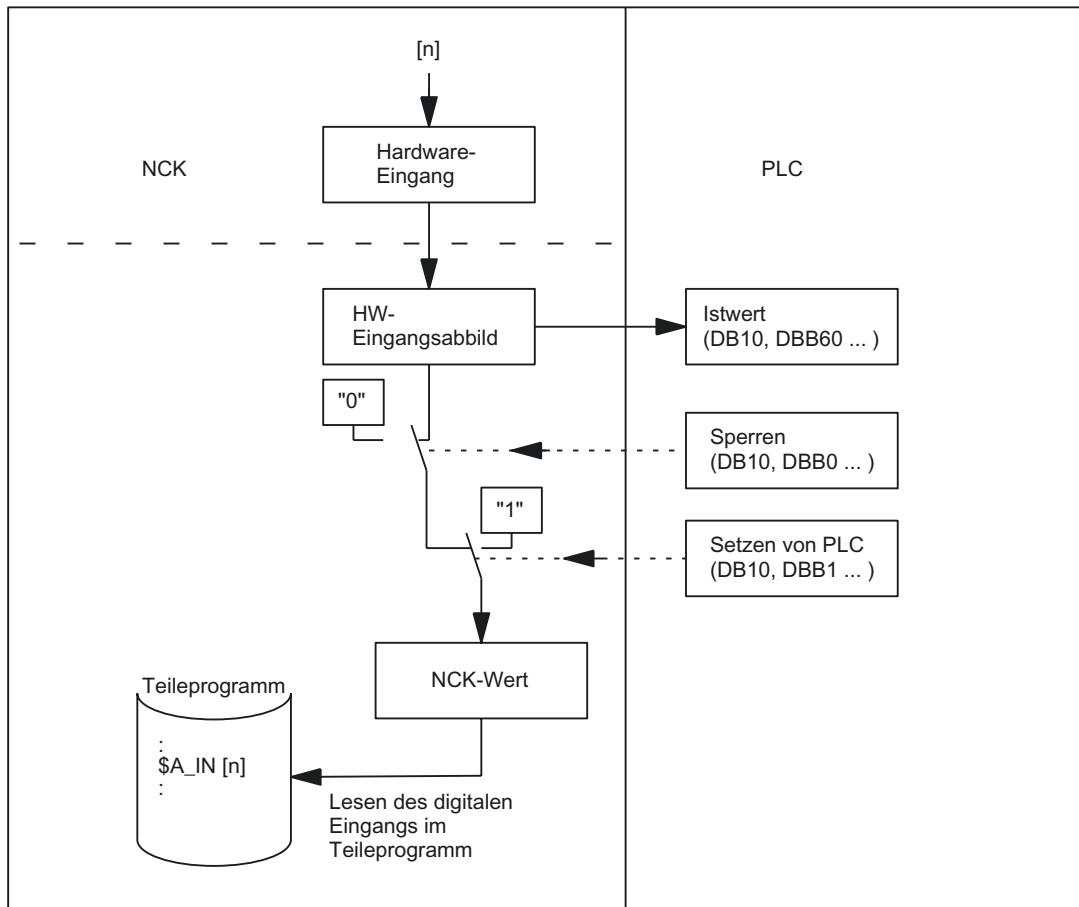 [n]
Hardware-
Eingang
NCK
PLC
HW-
Eingangsabbild
Istwert
(DB10, DBB60 ... )
"0"
Sperren
(DB10, DBB0 ... )
"1"
Setzen von PLC
(DB10, DBB1 ... )
NCK-Wert
Teileprogramm
:
$A_IN [n]
:
Lesen des digitalen
Eingangs im
Teileprogramm